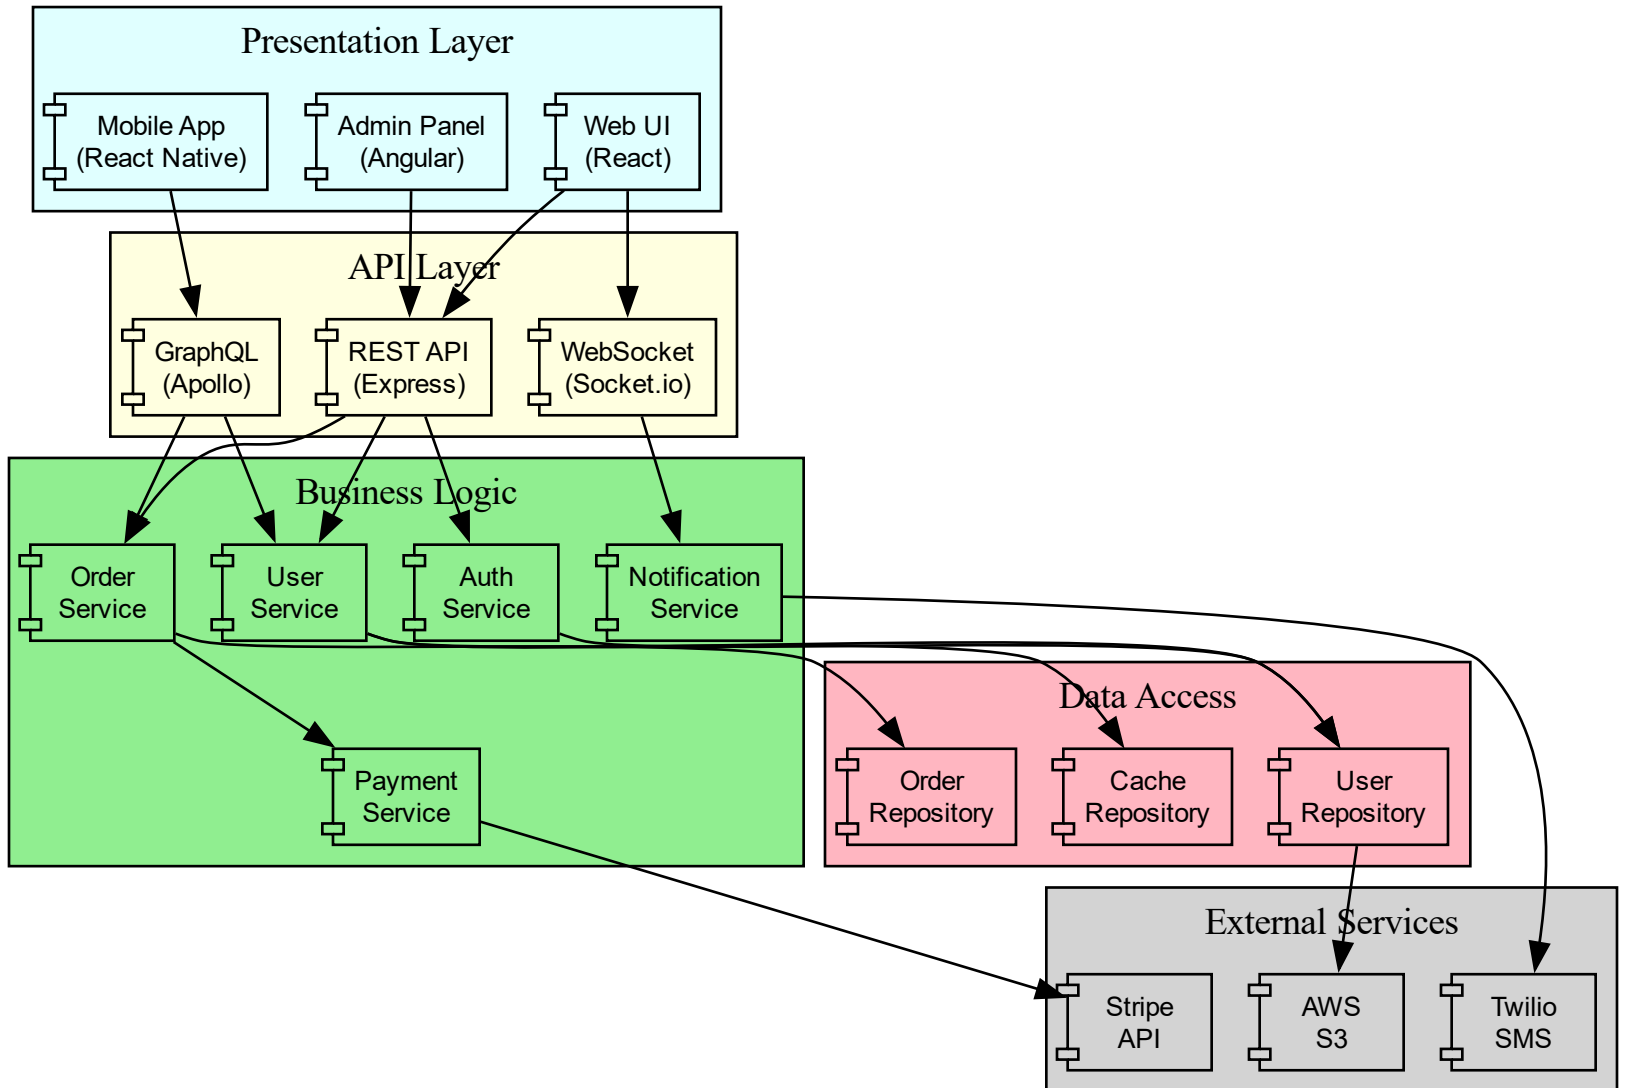 Presentation Layer
Mobile App
(React Native)
Admin Panel
(Angular)
Web UI
(React)
API Layer
GraphQL
(Apollo)
REST API
(Express)
WebSocket
(Socket.io)
Business Logic
Order
Service
User
Service
Auth
Service
Notification
Service
Payment
Service
Data Access
Order
Repository
Cache
Repository
User
Repository
External Services
Stripe
API
AWS
S3
Twilio
SMS